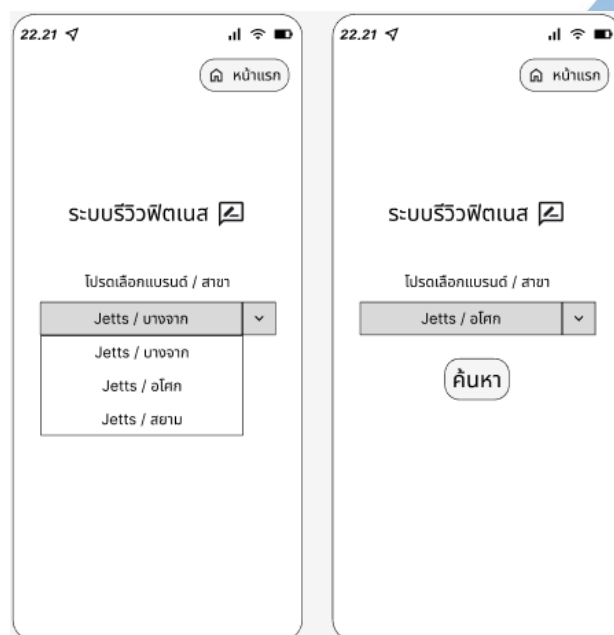 22.21
หน้าแรก
ระบบรีวิวฟิตเนส
โปรดเลือกแบรนด์ / สาขา
Jetts / บางจาก
Jetts / บางจาก
Jetts / อโศก
Jetts / สยาม
22.21
หน้าแรก
ระบบรีวิวฟิตเนส
โปรดเลือกแบรนด์ / สาขา
Jetts / อโศก
ค้นหา